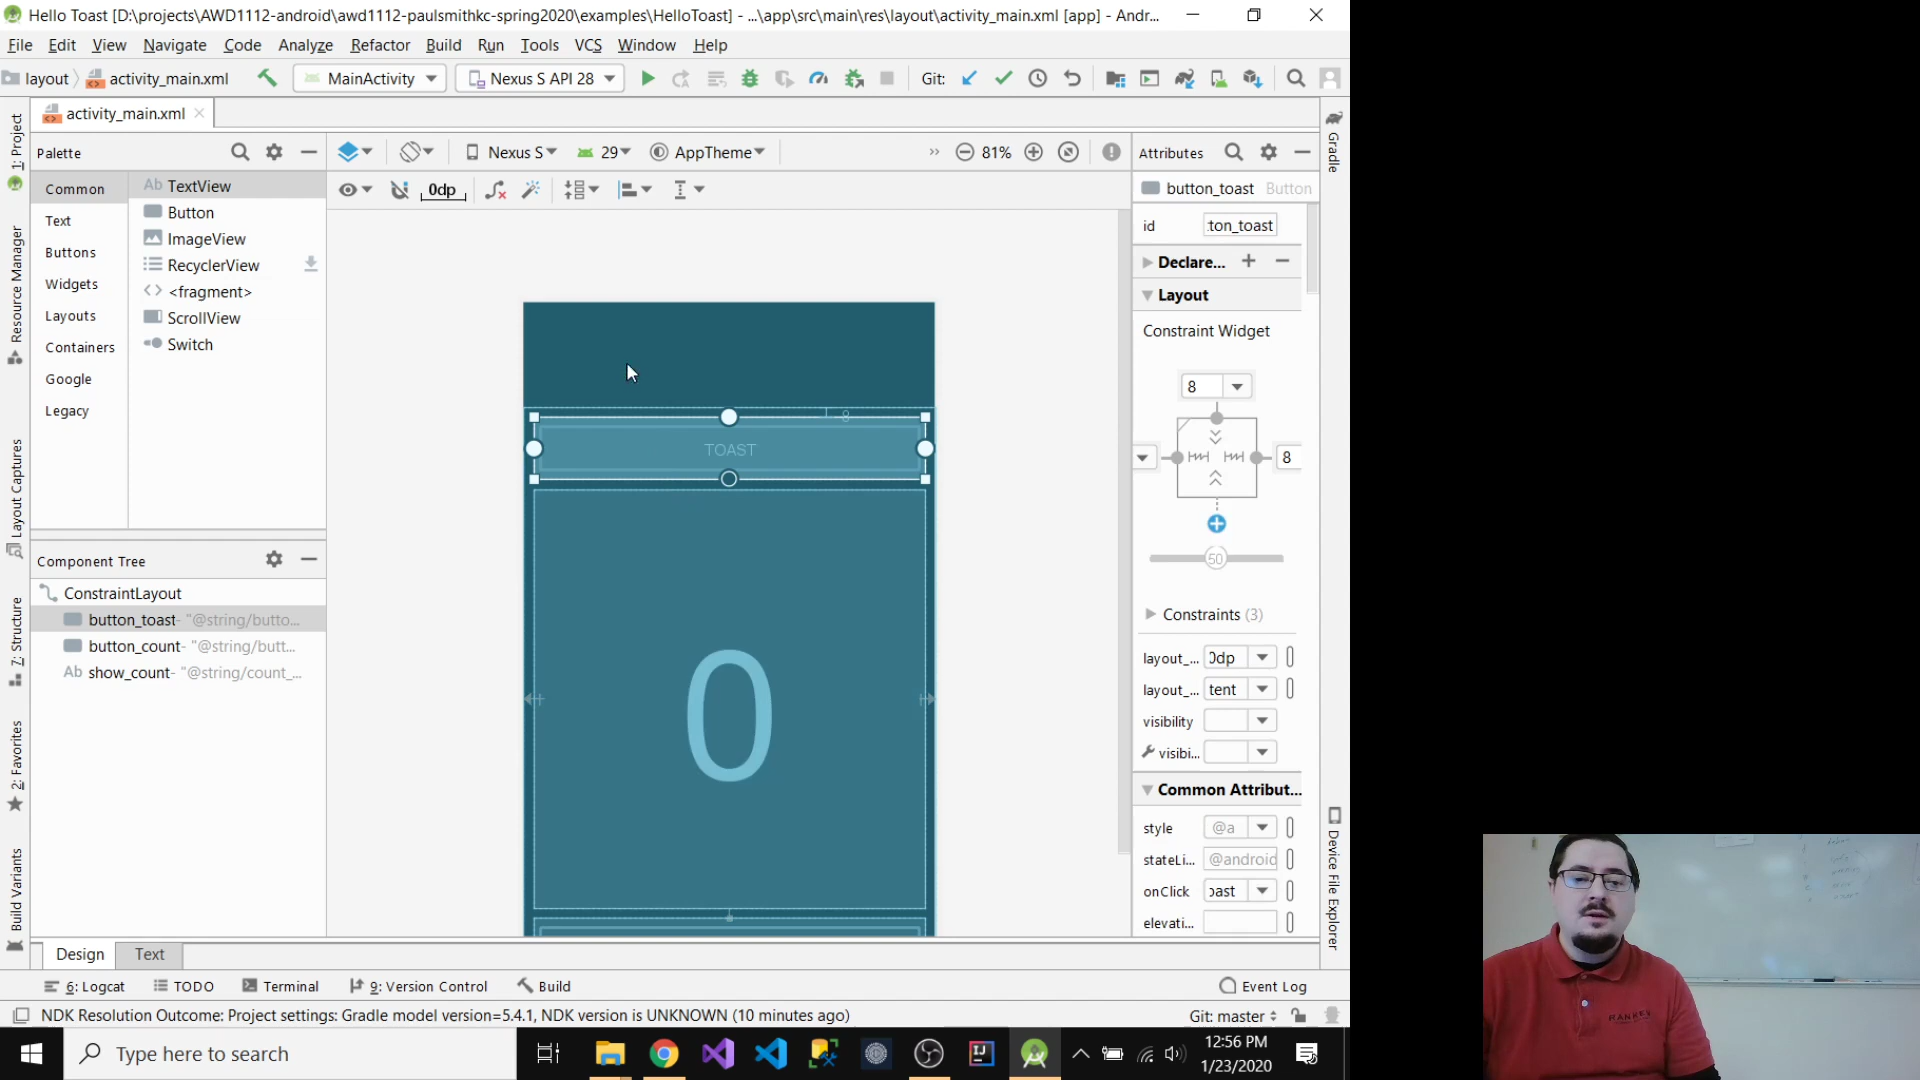 Hello Toast [D:\projects\AWD1112-android\awd1112-paulsmithkc-spring2020\examples\HelloToast] - ...\app\src\main\res\layout\activity_main.xml [app] - Andr...
File Edit View Navigate Code Analyze Refactor Build Run Tools VCS Window Help
layout activity_main.xml MainActivity Nexus S API 28 Git:
activity_main.xml
1: Project
Resource Manager
Layout Captures
7: Structure
2: Favorites
Build Variants
Palette
Common
Text
Buttons
Widgets
Layouts
Containers
Google
Legacy
Ab TextView
Button
ImageView
RecyclerView
<fragment>
ScrollView
Switch
Component Tree
ConstraintLayout
button_toast- "@string/butto...
button_count- "@string/butt...
Ab show_count- "@string/count_...
Nexus S 29 AppTheme 81%
0dp
8
TOAST
0
Attributes
button_toast Button
id :ton_toast
Declare...
Layout
Constraint Widget
8
8
50
Constraints (3)
layout_... 0dp
layout_... tent
visibility
visibi...
Common Attribut...
style @a
stateLi... @android
onClick oast
elevati...
Gradle
Device File Explorer
Design Text
6: Logcat TODO Terminal 9: Version Control Build Event Log
NDK Resolution Outcome: Project settings: Gradle model version=5.4.1, NDK version is UNKNOWN (10 minutes ago) Git: master
Type here to search
12:56 PM
1/23/2020